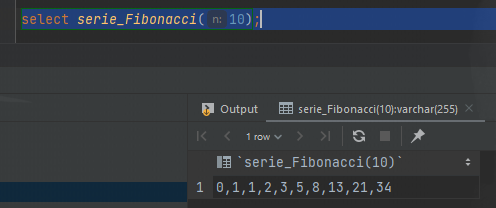 select serie_Fibonacci( n: 10);
Output
serie_Fibonacci(10):varchar(255)
1 row
`serie_Fibonacci(10)`
1 0,1,1,2,3,5,8,13,21,34